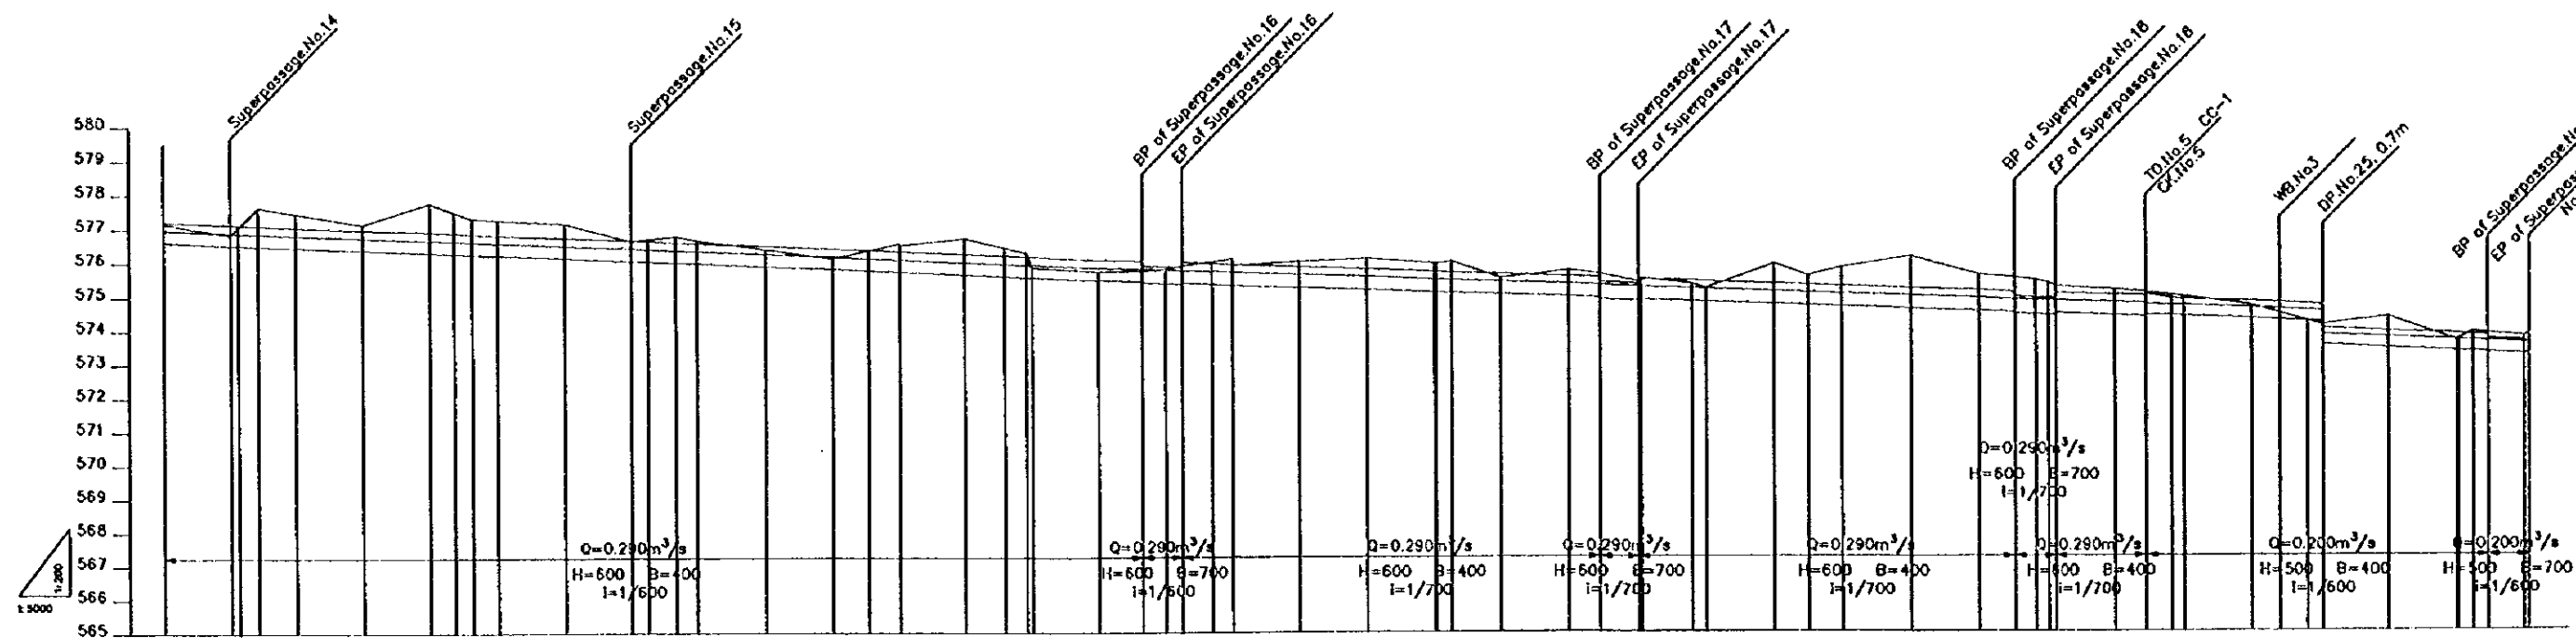 Superpassage.No.14
Superpassage.No.15
BP of Superpassage.No.16
EP of Superpassage.No.16
BP of Superpassage.No.17
EP of Superpassage.No.17
BP of Superpassage.No.18
EP of Superpassage.No.18
TO.No.5 CC-1
CK.No.5
WB.No3
DP.No.25, 0.7m
BP of Superpassage.No
EP of Superpassage
No
580
579
578
577
576
575
574
573
572
571
570
569
568
567
566
565
1:200
1:5000
Q=0.290m³/s
H=600 B=400
I=1/600
Q=0.290m³/s
H=600 B=700
i=1/600
Q=0.290m³/s
H=600 B=400
i=1/700
Q=0.290m³/s
H=600 B=700
i=1/700
Q=0.290m³/s
H=600 B=400
i=1/700
Q=0.290m³/s
H=600 B=700
i=1/700
Q=0.290m³/s
H=600 B=400
i=1/700
Q=0.200m³/s
H=500 B=400
I=1/600
Q=0.200m³/s
H=500 B=700
i=1/600